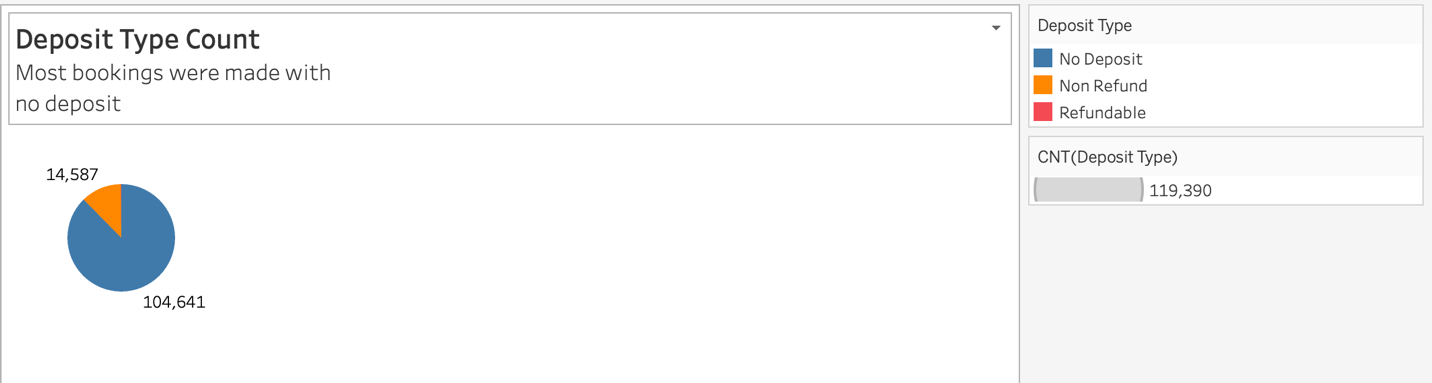 Deposit Type Count
Most bookings were made with
no deposit
14,587
104,641
Deposit Type
No Deposit
Non Refund
Refundable
CNT(Deposit Type)
119,390